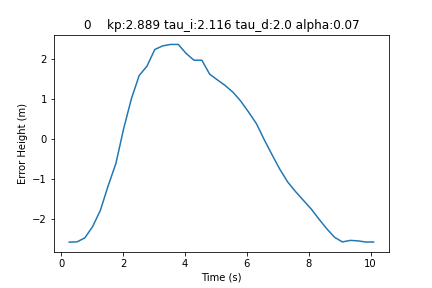 0    kp:2.889 tau_i:2.116 tau_d:2.0 alpha:0.07
Error Height (m)
2
1
0
−1
−2
0 2 4 6 8 10
Time (s)